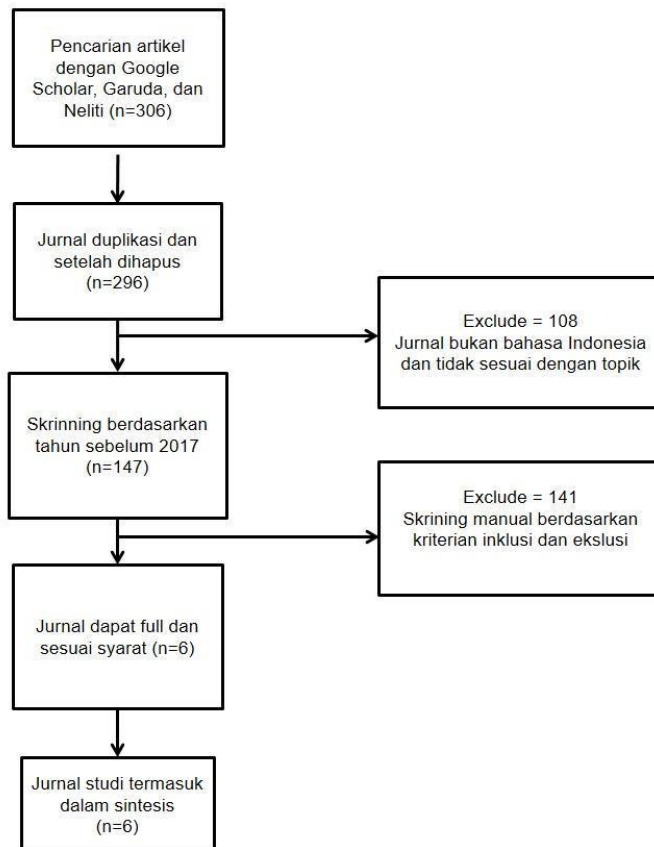 Pencarian artikel
dengan Google
Scholar, Garuda, dan
Neliti (n=306)
Jurnal duplikasi dan
setelah dihapus
(n=296)
Exclude = 108
Jurnal bukan bahasa Indonesia
dan tidak sesuai dengan topik
Skrinning berdasarkan
tahun sebelum 2017
(n=147)
Exclude = 141
Skrining manual berdasarkan
kriterian inklusi dan ekslusi
Jurnal dapat full dan
sesuai syarat (n=6)
Jurnal studi termasuk
dalam sintesis
(n=6)